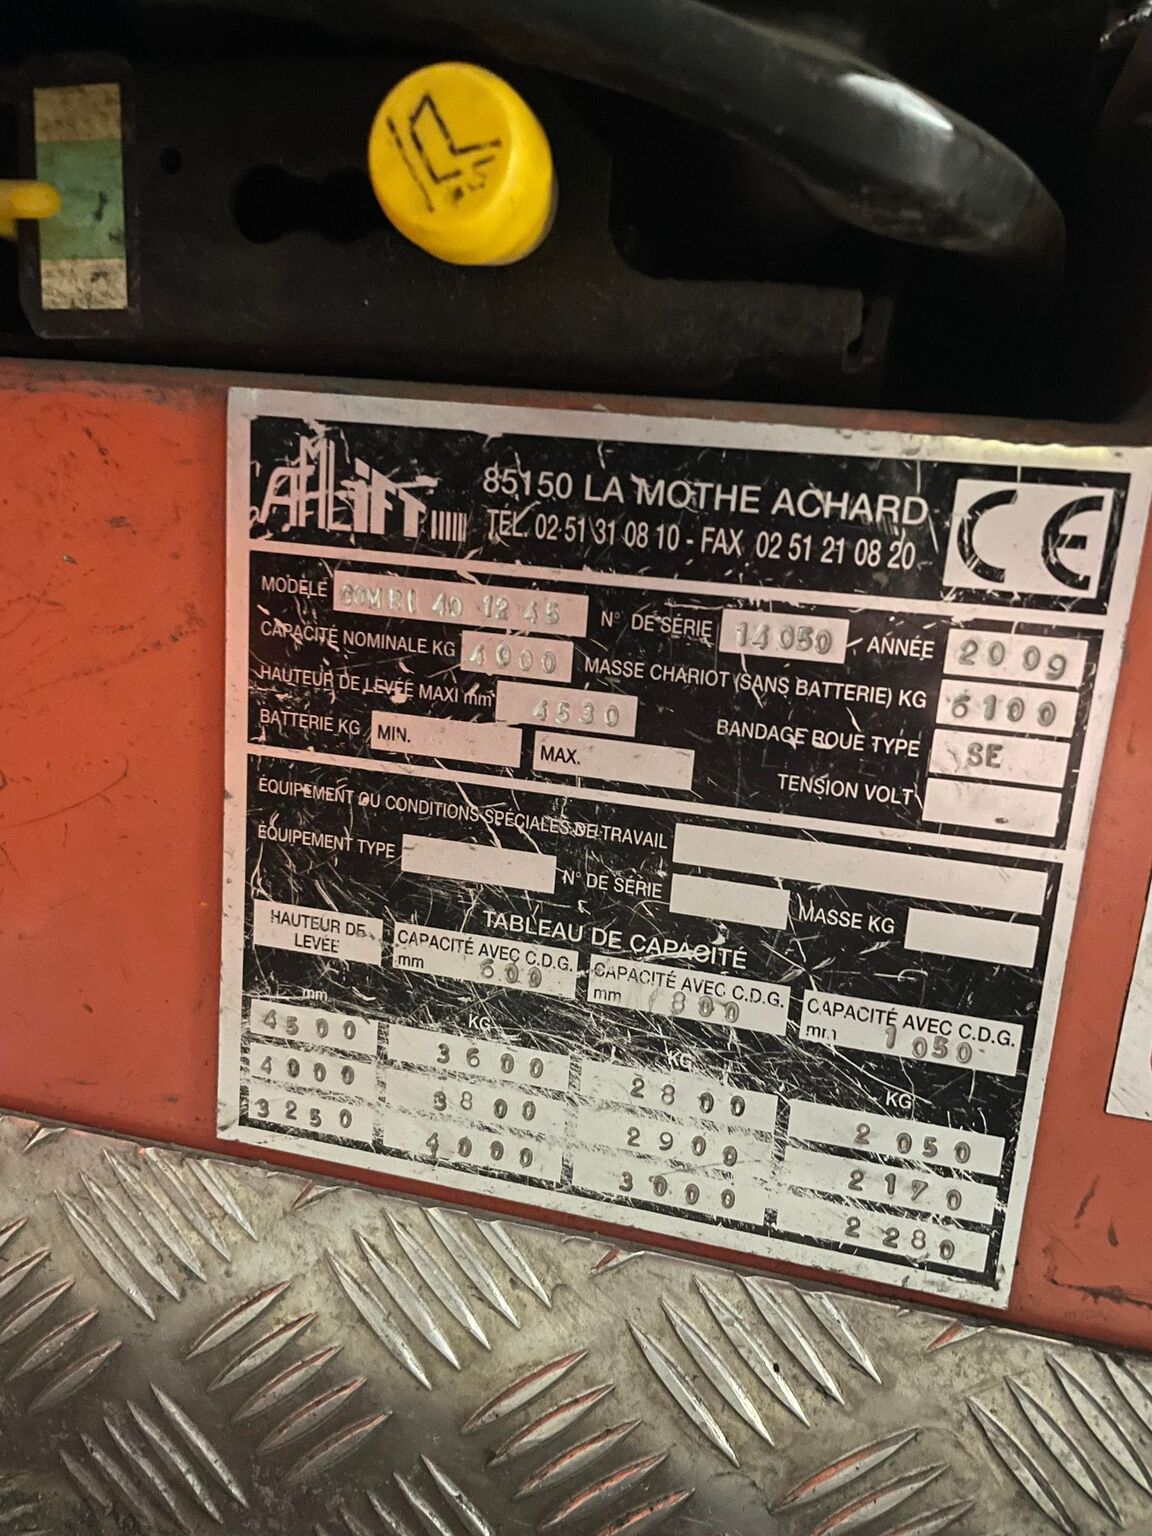 AMLIFT
85150 LA MOTHE ACHARD
TÉL. 02 51 31 08 10 - FAX 02 51 21 08 20
CE
MODÈLE COMBI 40 12 45 N° DE SÉRIE 14050 ANNÉE 2009
CAPACITÉ NOMINALE KG 4000 MASSE CHARIOT (SANS BATTERIE) KG 6100
HAUTEUR DE LEVÉE MAXI mm 4530 BANDAGE ROUE TYPE SE
BATTERIE KG MIN. MAX. TENSION VOLT
ÉQUIPEMENT OU CONDITIONS SPÉCIALES DE TRAVAIL
ÉQUIPEMENT TYPE N° DE SÉRIE MASSE KG
TABLEAU DE CAPACITÉ
HAUTEUR DE LEVÉE
CAPACITÉ AVEC C.D.G. mm 600
CAPACITÉ AVEC C.D.G. mm 800
CAPACITÉ AVEC C.D.G. mm 1050
mm KG KG KG
4500 3600 2800 2050
4000 3800 2900 2170
3250 4000 3000 2280